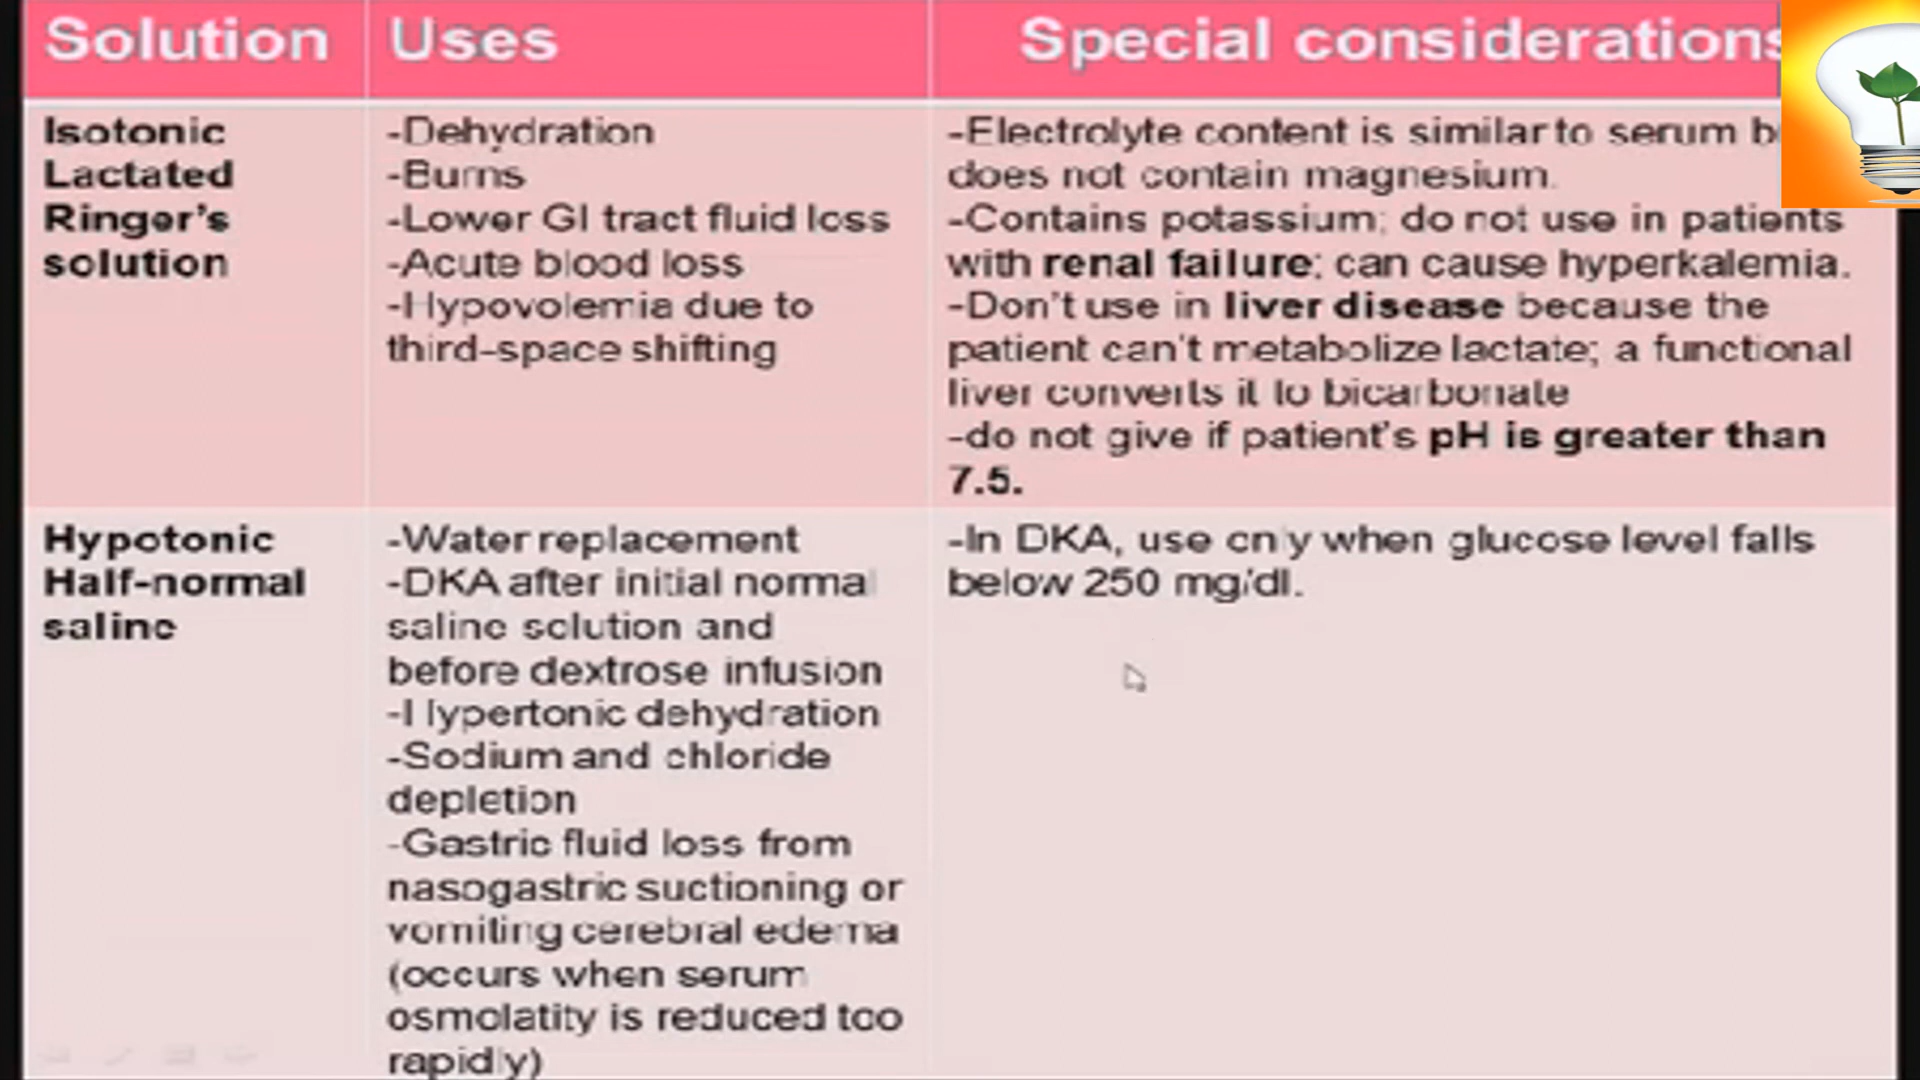 Solution Uses Special considerations
Isotonic
Lactated
Ringer's
solution
-Dehydration
-Burns
-Lower GI tract fluid loss
-Acute blood loss
-Hypovolemia due to
third-space shifting
-Electrolyte content is similar to serum
does not contain magnesium.
-Contains potassium; do not use in patients
with renal failure; can cause hyperkalemia.
-Don't use in liver disease because the
patient can't metabolize lactate; a functional
liver converts it to bicarbonate
-do not give if patient's pH is greater than
7.5.
Hypotonic
Half-normal
saline
-Water replacement
-DKA after initial normal
saline solution and
before dextrose infusion
-Hypertonic dehydration
-Sodium and chloride
depletion
-Gastric fluid loss from
nasogastric suctioning or
vomiting cerebral edema
(occurs when serum
osmolatity is reduced too
rapidly)
-In DKA, use only when glucose level falls
below 250 mg/dl.